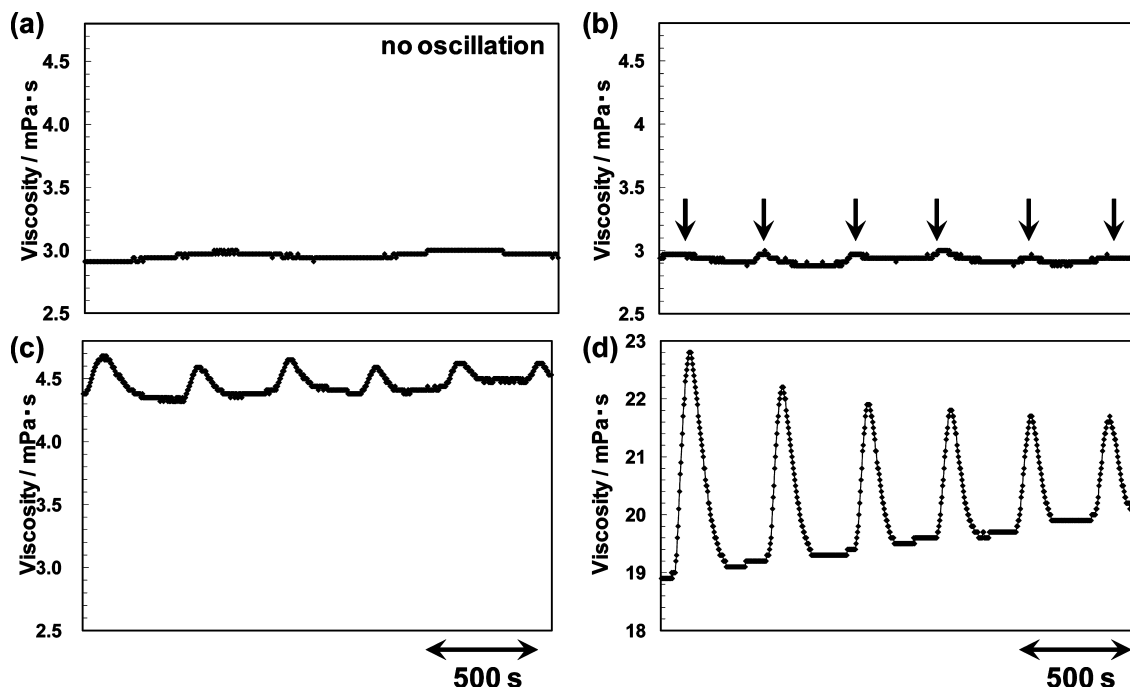 (a)
no oscillation
Viscosity / mPa・s
4.5
4.0
3.5
3.0
2.5
(b)
Viscosity / mPa・s
4.5
4
3.5
3
2.5
(c)
Viscosity / mPa・s
4.5
4.0
3.5
3.0
2.5
500 s
(d)
Viscosity / mPa・s
23
22
21
20
19
18
500 s